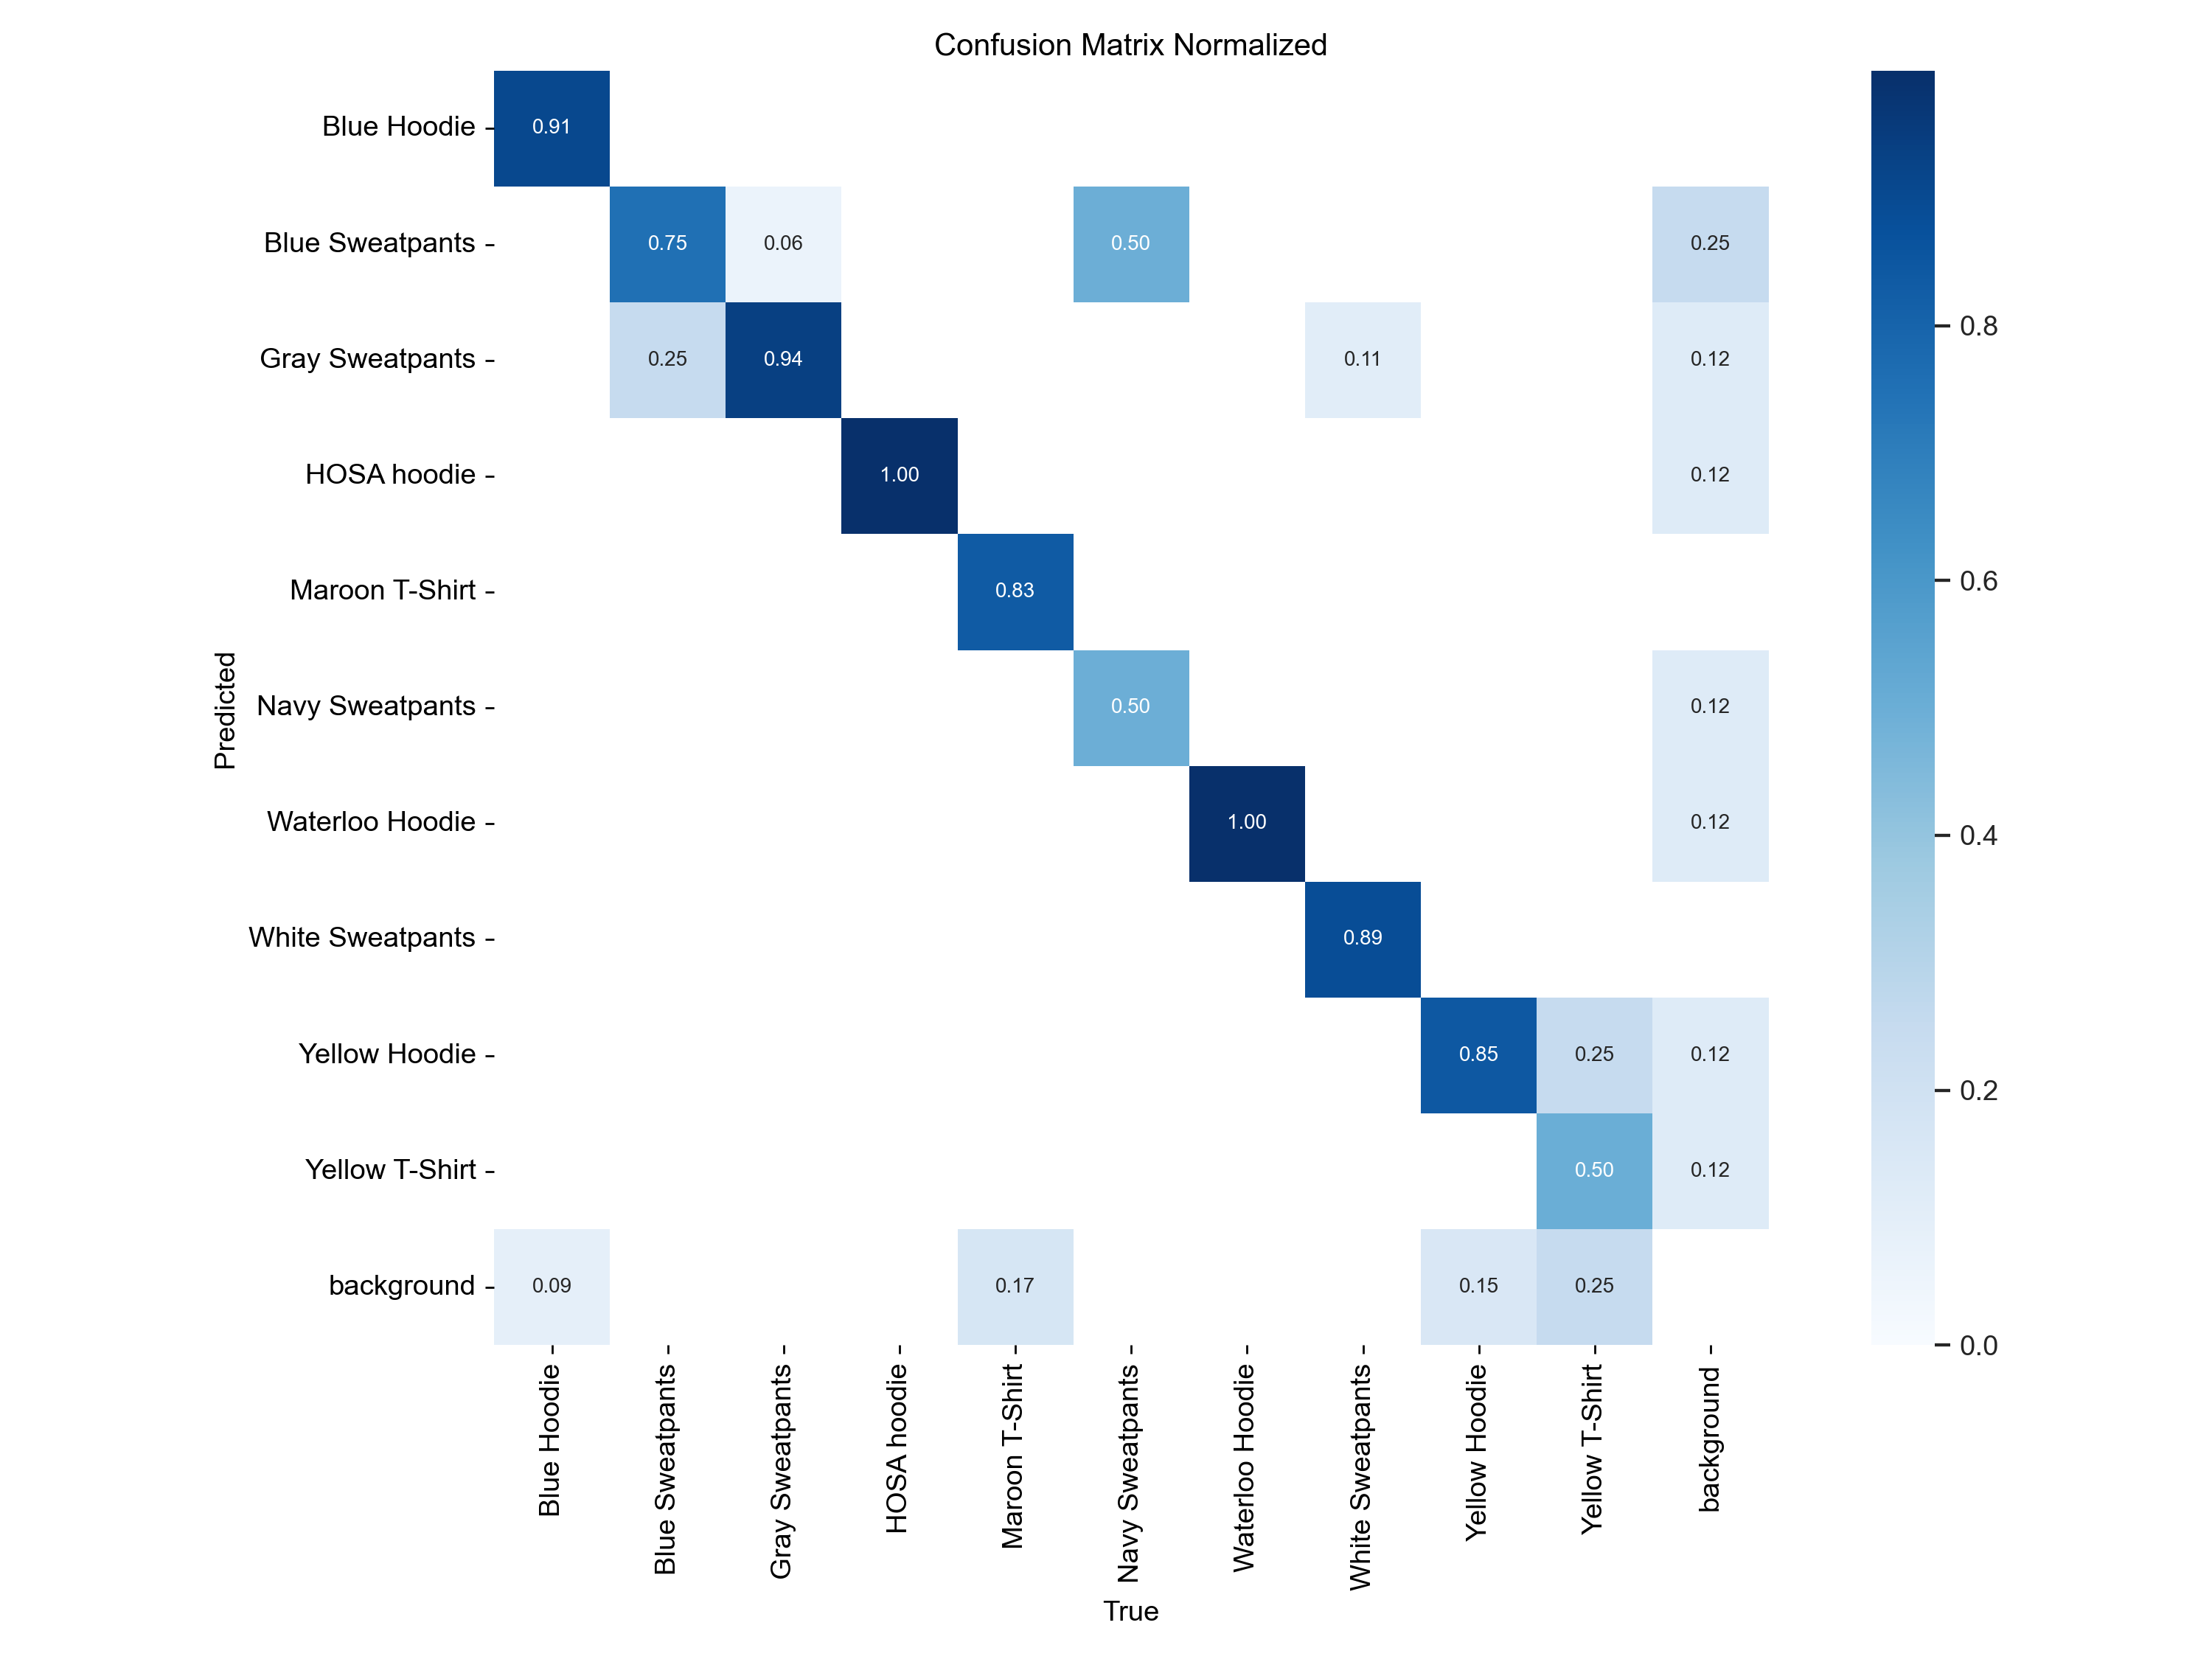 Confusion Matrix Normalized
Blue Hoodie
0.91
Blue Sweatpants
0.75
0.06
0.50
0.25
Gray Sweatpants
0.25
0.94
0.11
0.12
0.8
HOSA hoodie
1.00
0.12
Maroon T-Shirt
0.83
0.6
Predicted
Navy Sweatpants
0.50
0.12
Waterloo Hoodie
1.00
0.12
0.4
White Sweatpants
0.89
Yellow Hoodie
0.85
0.25
0.12
0.2
Yellow T-Shirt
0.50
0.12
background
0.09
0.17
0.15
0.25
0.0
Blue Hoodie
Blue Sweatpants
Gray Sweatpants
HOSA hoodie
Maroon T-Shirt
Navy Sweatpants
Waterloo Hoodie
White Sweatpants
Yellow Hoodie
Yellow T-Shirt
background
True